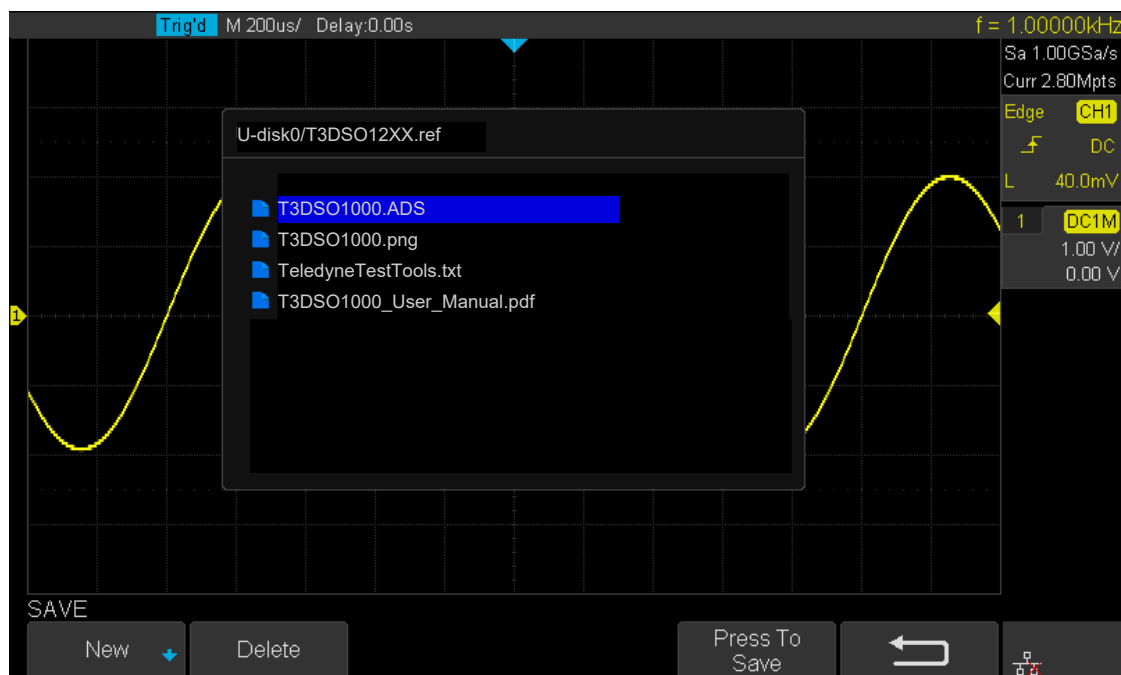 Trig'd M 200us/ Delay:0.00s f = 1.00000kHz
Sa 1.00GSa/s
Curr 2.80Mpts
Edge CH1
DC
L 40.0mV
1 DC1M
1.00 V/
0.00 V
U-disk0/T3DSO12XX.ref
T3DSO1000.ADS
T3DSO1000.png
TeledyneTestTools.txt
T3DSO1000_User_Manual.pdf
1
SAVE
New Delete Press To Save